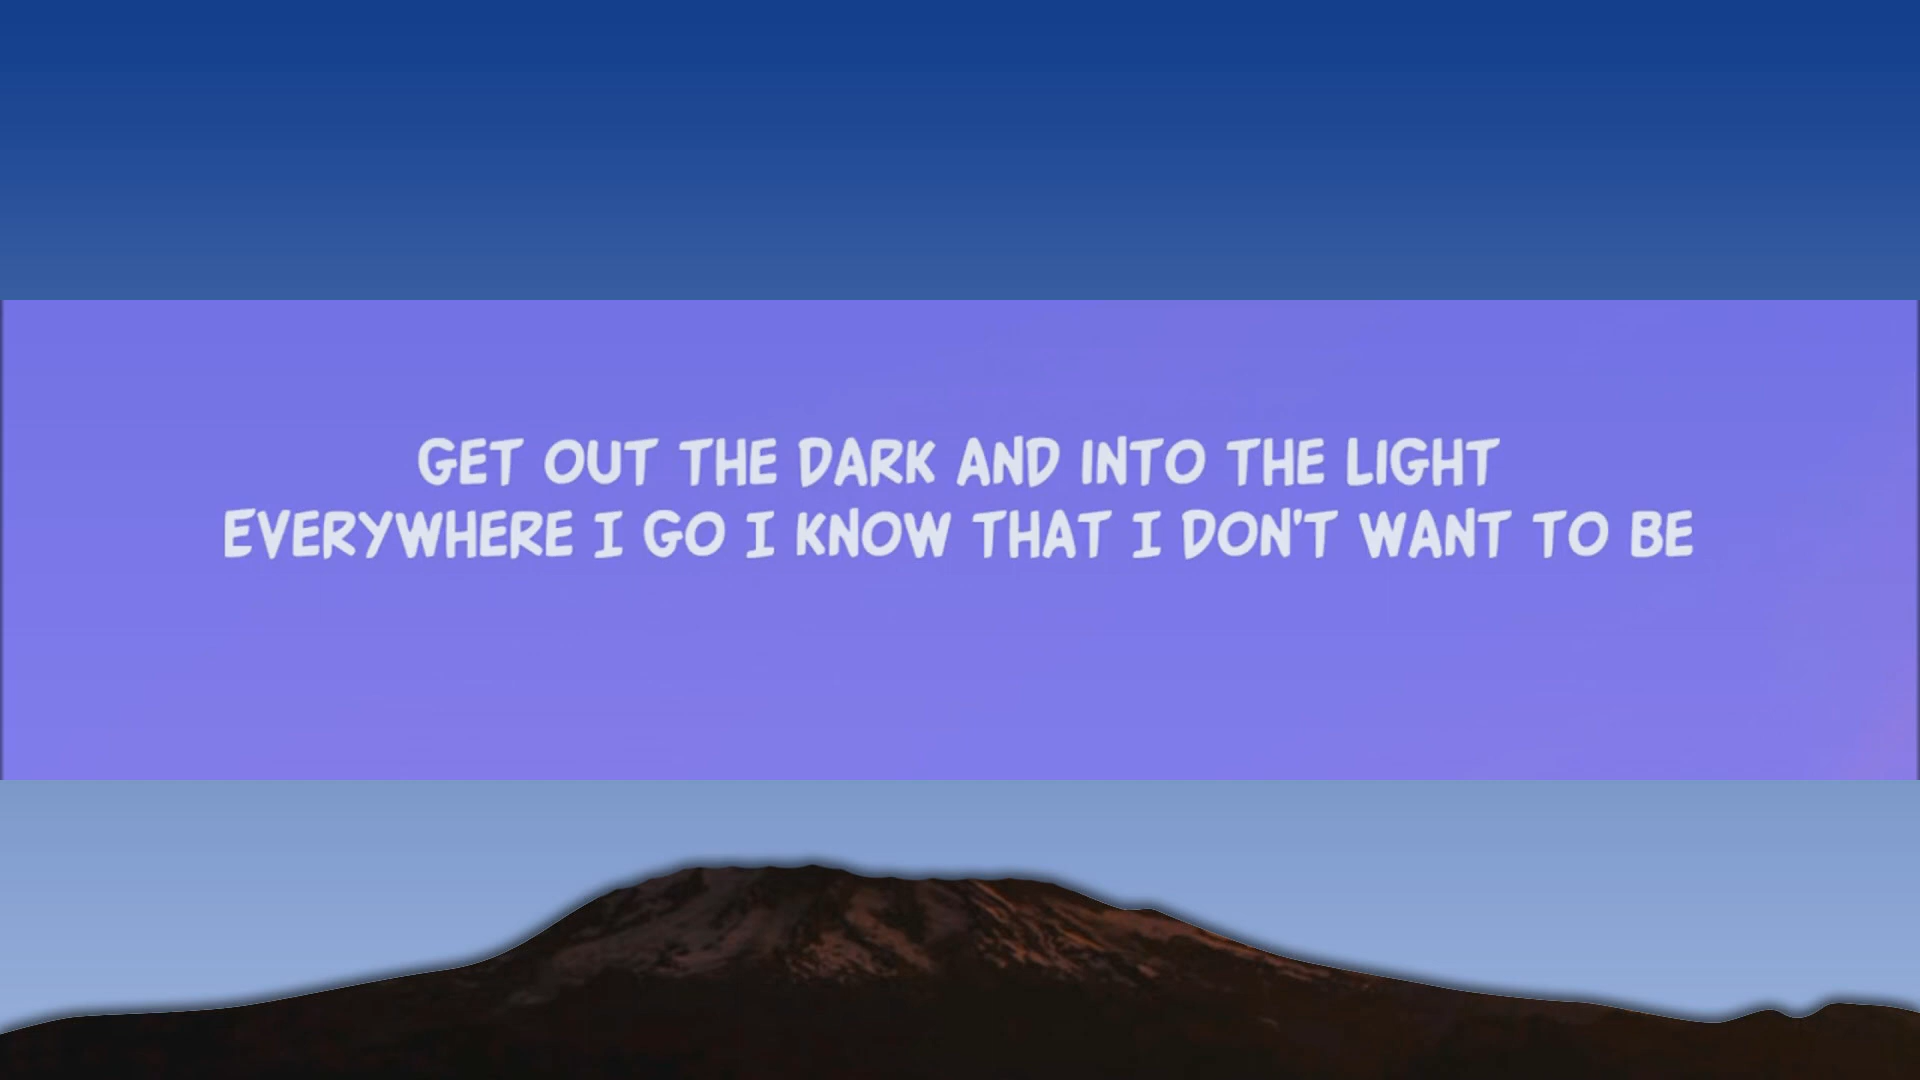 GET OUT THE DARK AND INTO THE LIGHT
EVERYWHERE I GO I KNOW THAT I DON'T WANT TO BE